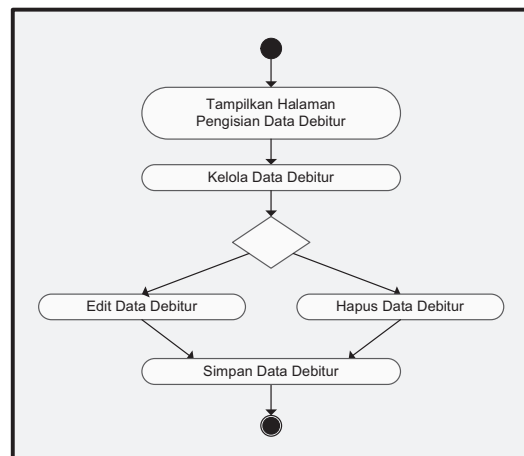 Tampilkan Halaman
Pengisian Data Debitur
Kelola Data Debitur
Edit Data Debitur
Hapus Data Debitur
Simpan Data Debitur